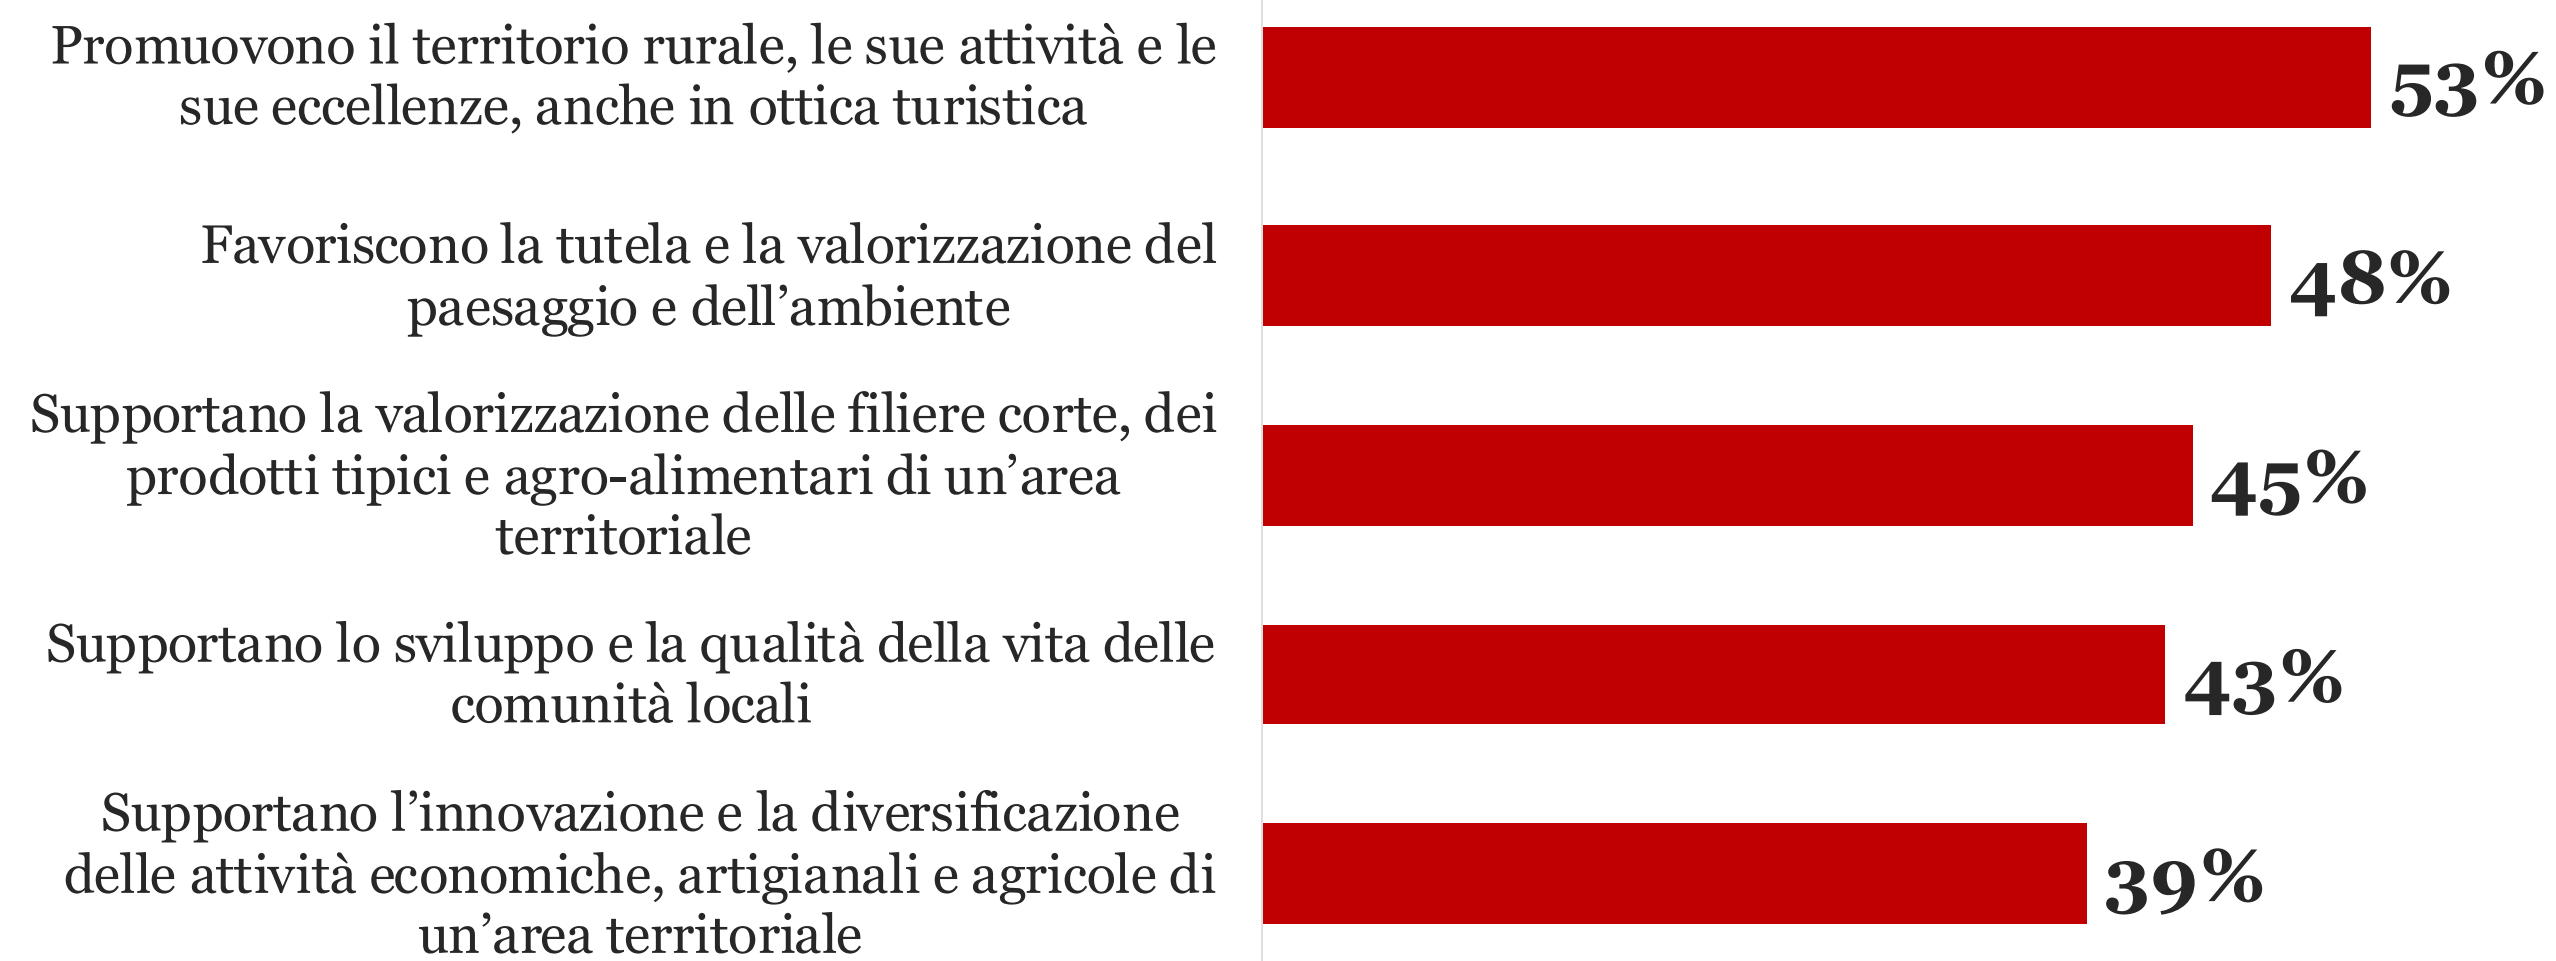 Promuovono il territorio rurale, le sue attività e le
sue eccellenze, anche in ottica turistica
53%
Favoriscono la tutela e la valorizzazione del
paesaggio e dell’ambiente
48%
Supportano la valorizzazione delle filiere corte, dei
prodotti tipici e agro-alimentari di un’area
territoriale
45%
Supportano lo sviluppo e la qualità della vita delle
comunità locali
43%
Supportano l’innovazione e la diversificazione
delle attività economiche, artigianali e agricole di
un’area territoriale
39%